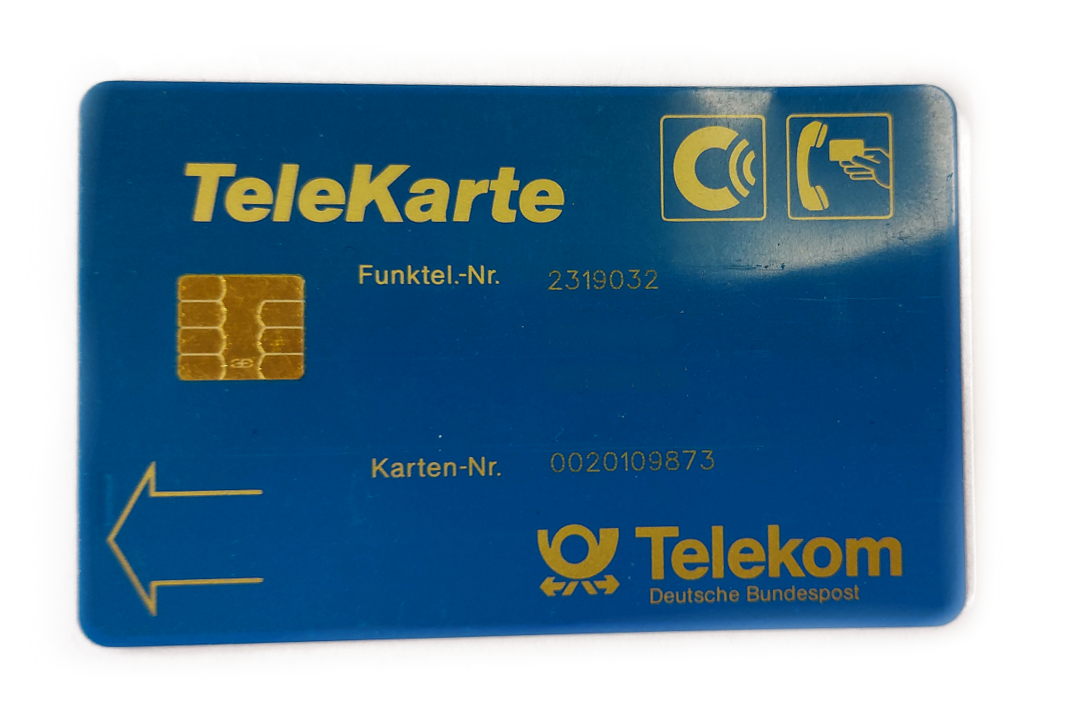 TeleKarte
Funktel.-Nr. 2319032
Karten-Nr. 0020109873
Telekom
Deutsche Bundespost